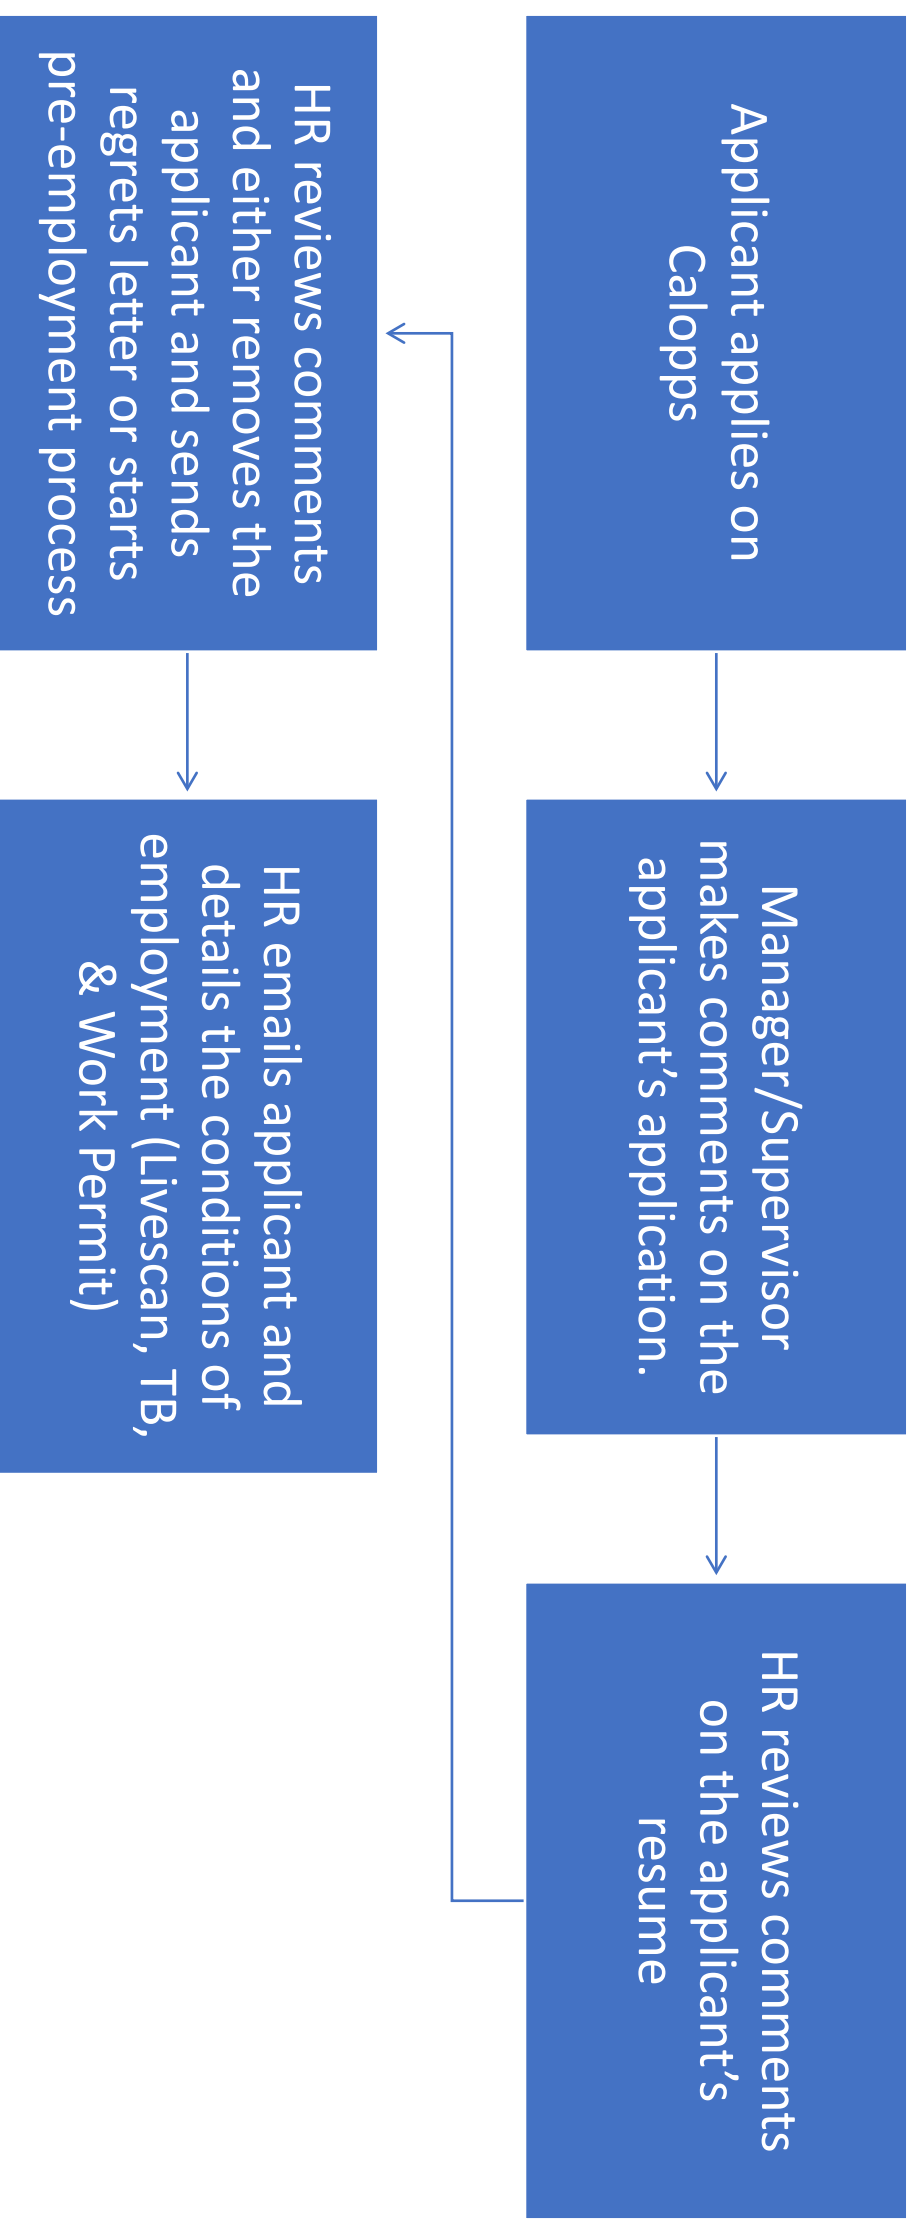 Applicant applies on
Calopps
Manager/Supervisor
makes comments on the
applicant’s application.
HR reviews comments
on the applicant’s
resume
HR reviews comments
and either removes the
applicant and sends
regrets letter or starts
pre-employment process
HR emails applicant and
details the conditions of
employment (Livescan, TB,
& Work Permit)